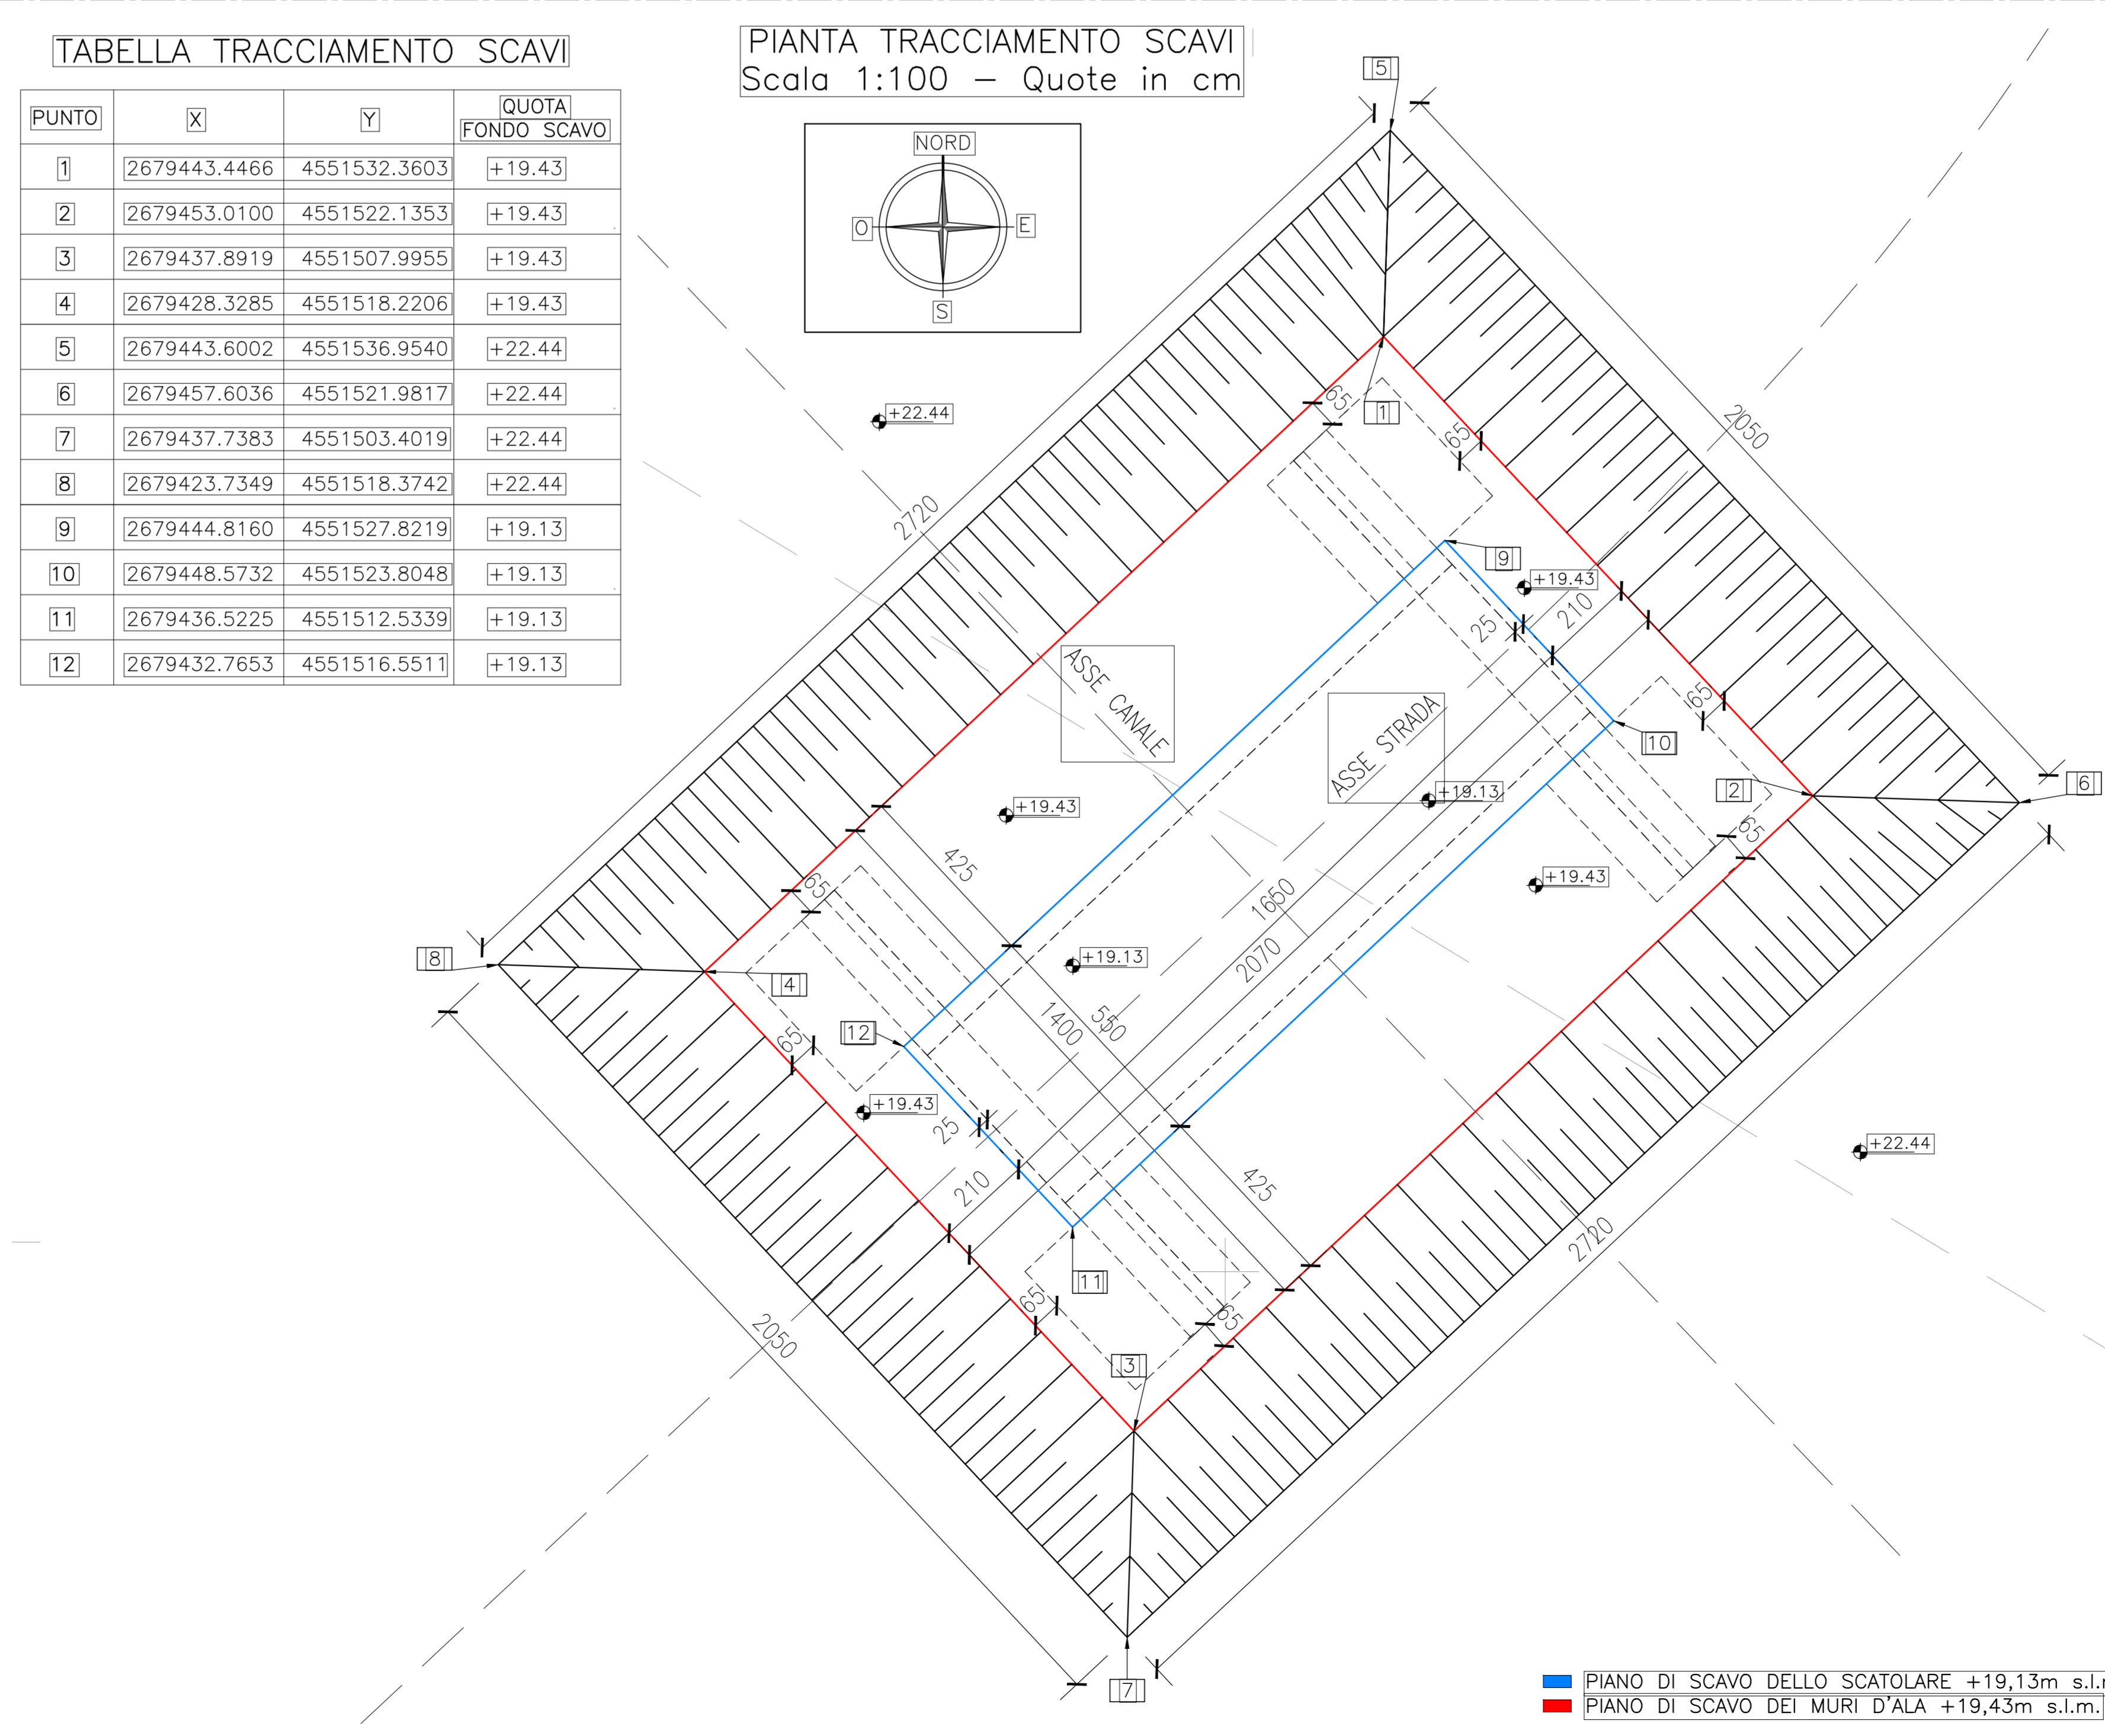 TABELLA TRACCIAMENTO SCAVI
PUNTO X Y QUOTA FONDO SCAVO
1 2679443.4466 4551532.3603 +19.43
2 2679453.0100 4551522.1353 +19.43
3 2679437.8919 4551507.9955 +19.43
4 2679428.3285 4551518.2206 +19.43
5 2679443.6002 4551536.9540 +22.44
6 2679457.6036 4551521.9817 +22.44
7 2679437.7383 4551503.4019 +22.44
8 2679423.7349 4551518.3742 +22.44
9 2679444.8160 4551527.8219 +19.13
10 2679448.5732 4551523.8048 +19.13
11 2679436.5225 4551512.5339 +19.13
12 2679432.7653 4551516.5511 +19.13
PIANTA TRACCIAMENTO SCAVI
Scala 1:100 – Quote in cm
NORD
O
E
S
5
65
1
+22.44
65
2050
2720
9
+19.43
25
210
ASSE CANALE
ASSE STRADA
65
10
2
6
+19.13
+19.43
65
425
+19.43
1650
65
2070
8
+19.13
4
12
1400
550
65
+19.43
25
210
425
+22.44
2720
11
65
65
2050
3
7
PIANO DI SCAVO DELLO SCATOLARE +19,13m s.l.
PIANO DI SCAVO DEI MURI D'ALA +19,43m s.l.m.